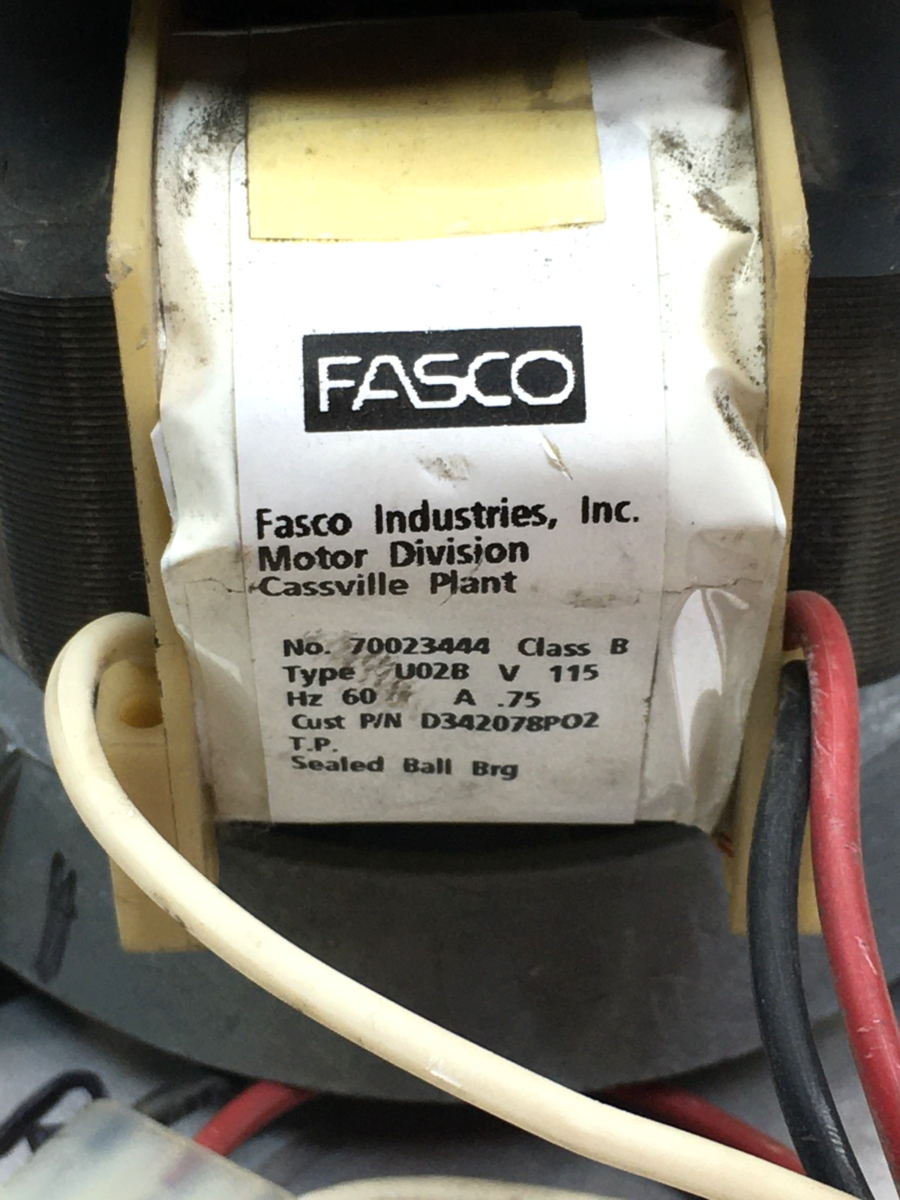 FASCO
Fasco Industries, Inc.
Motor Division
Cassville Plant
No. 70023444 Class B
Type U02B V 115
Hz 60 A .75
Cust P/N D342078PO2
T.P.
Sealed Ball Brg